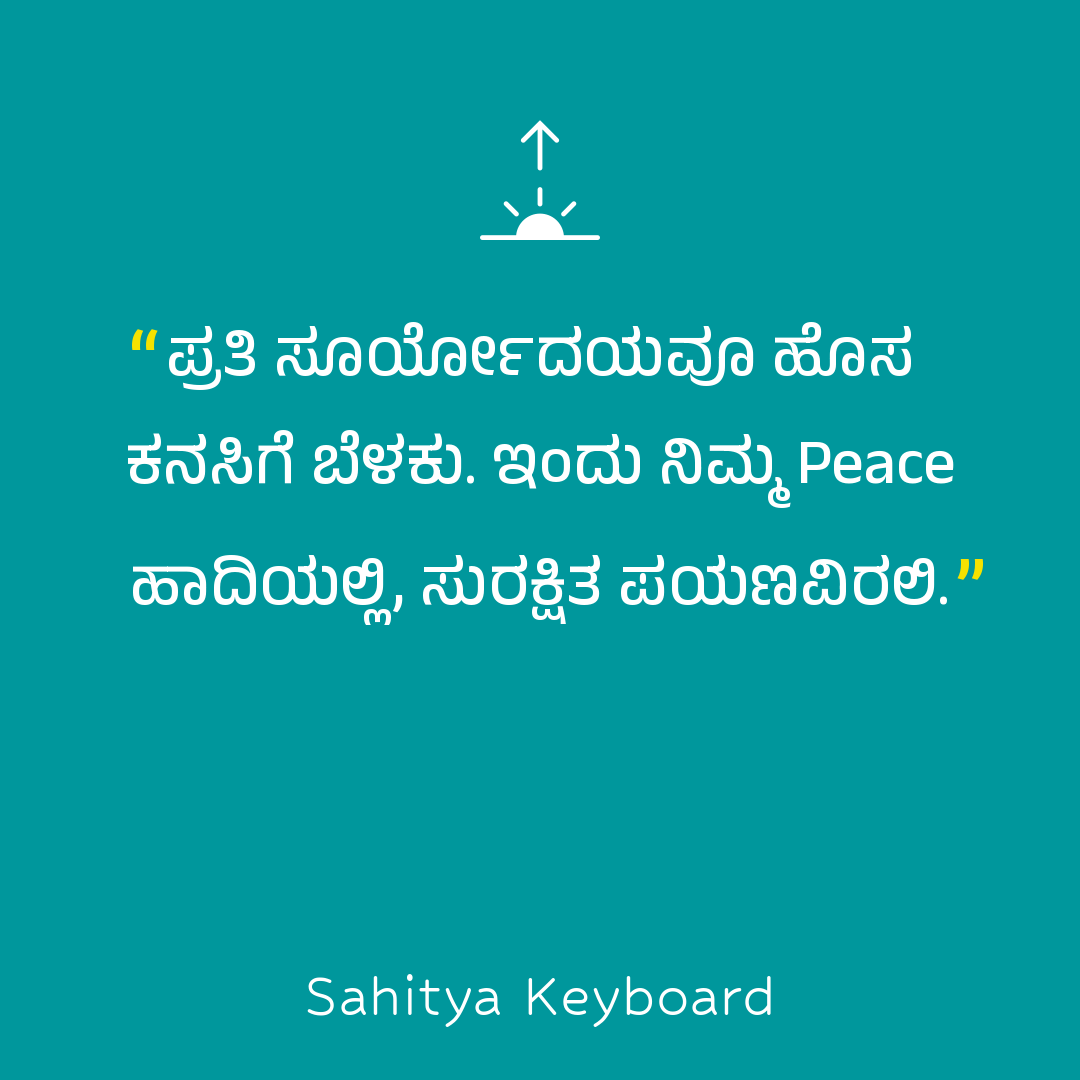 “ಪ್ರತಿ ಸೂರ್ಯೋದಯವೂ ಹೊಸ
ಕನಸಿಗೆ ಬೆಳಕು. ಇಂದು ನಿಮ್ಮ Peace
ಹಾದಿಯಲ್ಲಿ, ಸುರಕ್ಷಿತ ಪಯಣವಿರಲಿ.”
Sahitya Keyboard